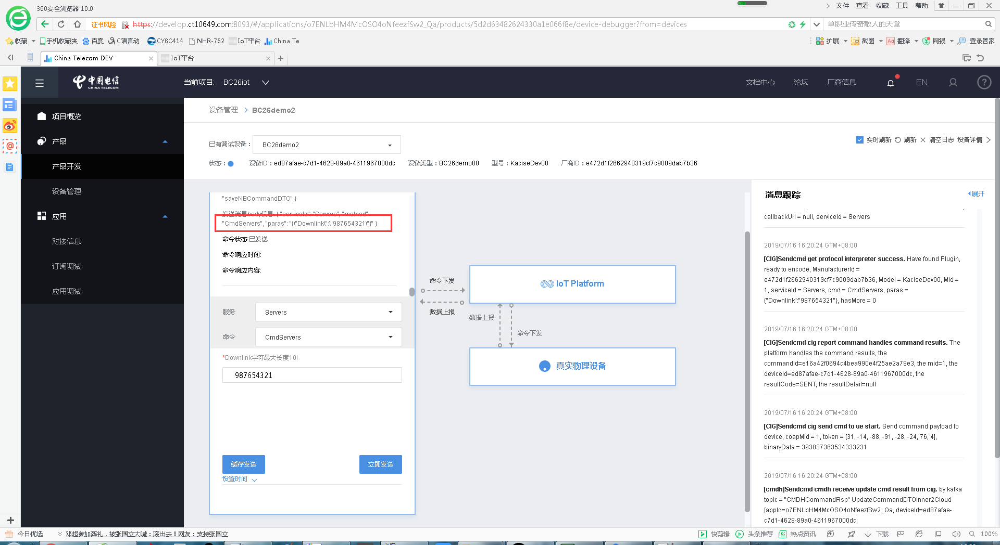 360安全浏览器 10.0
文件 查看 收藏 工具 帮助
证书风险 https://develop.ct10649.com:8093/#/applications/o7ENLbHM4McOSO4oNfeezfSw2_Qa/products/5d2d63482624330a1e066f8e/device-debugger?from=devices
单职业传奇散人的天堂
收藏 手机收藏夹 百度 C语言动 CY8C414 NHR-762 IoT平台 China Te
扩展 截图 翻译 网银 登录管家
China Telecom DEV IoT平台
中国电信
CHINA TELECOM
当前项目: BC26iot
文档中心 论坛 厂商信息 EN
项目概览
产品
产品开发
设备管理
应用
对接信息
订阅调试
应用调试
设备管理 > BC26demo2
已有调试设备： BC26demo2
实时刷新 刷新 清空日志 设备详情
状态： 设备ID：ed87afae-c7d1-4628-89a0-4611967000dc 设备类型：BC26demo00 型号：KaciseDev00 厂商ID：e472d1f2662940319cf7c9009dab7b36
"saveNBCommandDTO" }
发送消息body信息: { "serviceId": "Servers", "method":
"CmdServers", "paras": "{\"Downlink\":\"987654321\"}" }
命令状态:已发送
命令响应时间:
命令响应内容:
服务 Servers
命令 CmdServers
*Downlink字符最大长度10!
987654321
缓存发送 立即发送
设置时间
命令下发
数据上报
IoT Platform
数据上报
命令下发
真实物理设备
消息跟踪 展开
callbackUrl = null, serviceId = Servers
2019/07/16 16:20:24 GTM+08:00
[CIG]Sendcmd get protocol interpreter success. Have found Plugin,
ready to encode, ManufacturerId =
e472d1f2662940319cf7c9009dab7b36, Model = KaciseDev00, Mid =
1, serviceId = Servers, cmd = CmdServers, paras =
{"Downlink":"987654321"}, hasMore = 0
2019/07/16 16:20:24 GTM+08:00
[CIG]Sendcmd cig report command handles command results. The
platform handles the command results, the
commandId=e16a42f0694c4bea990e4f25ae2a79e3, the mid=1, the
deviceId=ed87afae-c7d1-4628-89a0-4611967000dc, the
resultCode=SENT, the resultDetail=null
2019/07/16 16:20:24 GTM+08:00
[CIG]Sendcmd cig send cmd to ue start. Send command payload to
device, coapMid = 1, token = [31, -14, -88, -91, -28, -24, 76, 4],
binaryData = 393837363534333231
2019/07/16 16:20:24 GTM+08:00
[cmdh]Sendcmd cmdh receive update cmd result from cig. by kafka
topic = "CMDHCommandRsp" UpdateCommandDTOInner2Cloud
[appId=o7ENLbHM4McOSO4oNfeezfSw2_Qa, deviceId=ed87afae-
c7d1-4628-89a0-4611967000dc,
今日优选 邓超参加葬礼，被张国立大喊：滚出去！网友：支持张国立
快剪辑 头条推荐 热点资讯 下载 100%